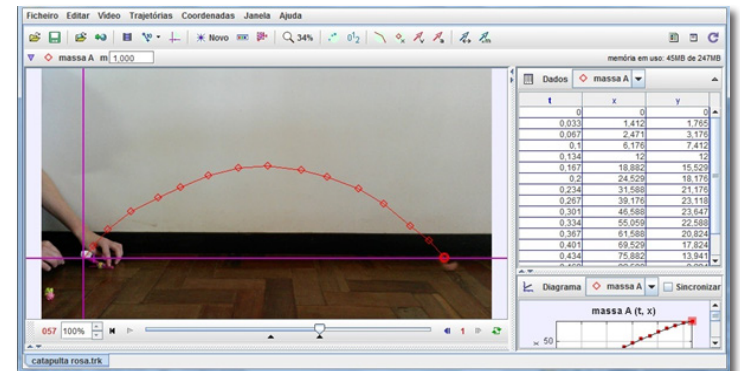 Ficheiro Editar Vídeo Trajetórias Coordenadas Janela Ajuda
Novo 34%
massa A m 1,000 memória em uso: 45MB de 247MB
Dados massa A
t x y
0 0 0
0,033 1,412 1,765
0,067 2,471 3,176
0,1 6,176 7,412
0,134 12 12
0,167 18,882 15,529
0,2 24,529 18,176
0,234 31,588 21,176
0,267 39,176 23,118
0,301 46,588 23,647
0,334 55,059 22,588
0,367 61,588 20,824
0,401 69,529 17,824
0,434 75,882 13,941
Diagrama massa A Sincronizar
massa A (t, x)
x 50
057 100% 1
catapulta rosa.trk